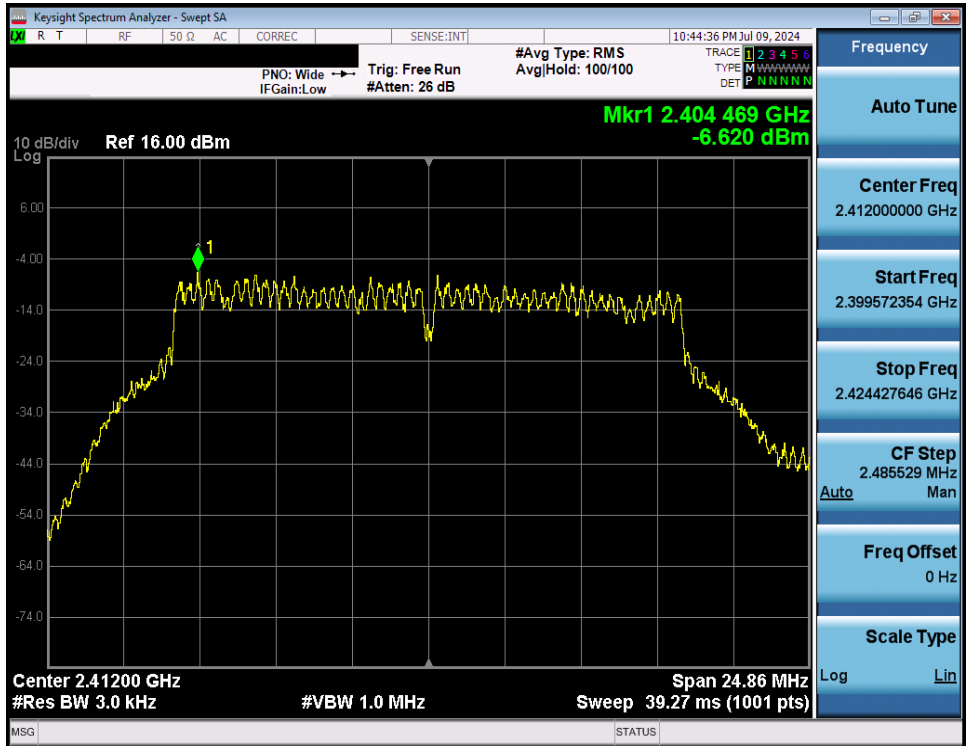 Keysight Spectrum Analyzer - Swept SA
LXI R T RF 50 Ω AC CORREC SENSE:INT 10:44:36 PM Jul 09, 2024
PNO: Wide
IFGain:Low
Trig: Free Run
#Atten: 26 dB
#Avg Type: RMS
Avg|Hold: 100/100
TRACE 1 2 3 4 5 6
TYPE M W W W W W
DET P N N N N N
Mkr1 2.404 469 GHz
-6.620 dBm
10 dB/div Ref 16.00 dBm
Log
6.00
1
-4.00
-14.0
-24.0
-34.0
-44.0
-54.0
-64.0
-74.0
Center 2.41200 GHz Span 24.86 MHz
#Res BW 3.0 kHz #VBW 1.0 MHz Sweep 39.27 ms (1001 pts)
MSG STATUS
Frequency
Auto Tune
Center Freq
2.412000000 GHz
Start Freq
2.399572354 GHz
Stop Freq
2.424427646 GHz
CF Step
2.485529 MHz
Auto Man
Freq Offset
0 Hz
Scale Type
Log Lin